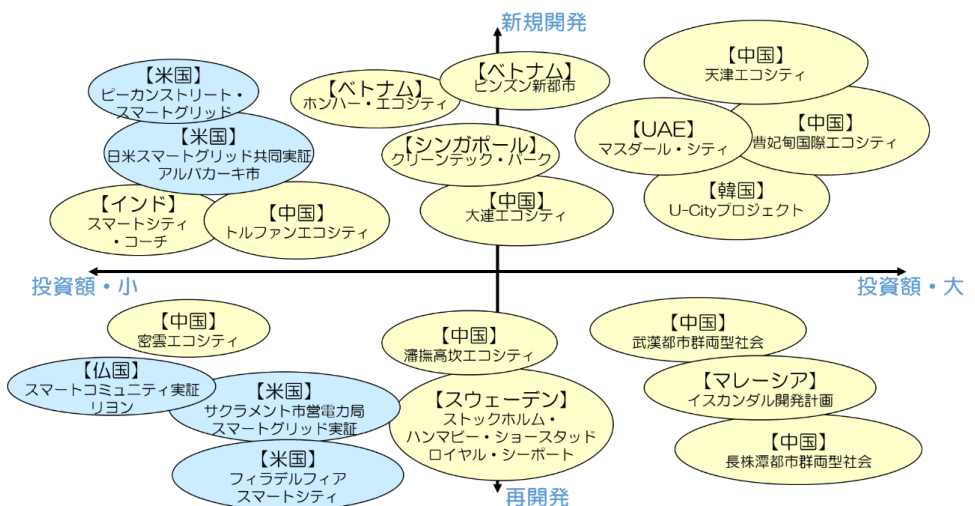 新規開発
【米国】
ピーカンストリート・
スマートグリッド
【ベトナム】
ホンハー・エコシティ
【ベトナム】
ビンズン新都市
【中国】
天津エコシティ
【米国】
日米スマートグリッド共同実証
アルバカーキ市
【シンガポール】
クリーンテック・パーク
【UAE】
マスダール・シティ
【中国】
曹妃甸国際エコシティ
【インド】
スマートシティ
・コーチ
【中国】
トルファンエコシティ
【中国】
大連エコシティ
【韓国】
U-Cityプロジェクト
投資額・小
投資額・大
【中国】
密雲エコシティ
【中国】
瀋撫高坎エコシティ
【中国】
武漢都市群両型社会
【仏国】
スマートコミュニティ実証
リヨン
【米国】
サクラメント市営電力局
スマートグリッド実証
【スウェーデン】
ストックホルム・
ハンマビー・ショースタッド
ロイヤル・シーポート
【マレーシア】
イスカンダル開発計画
【米国】
フィラデルフィア
スマートシティ
【中国】
長株潭都市群両型社会
再開発